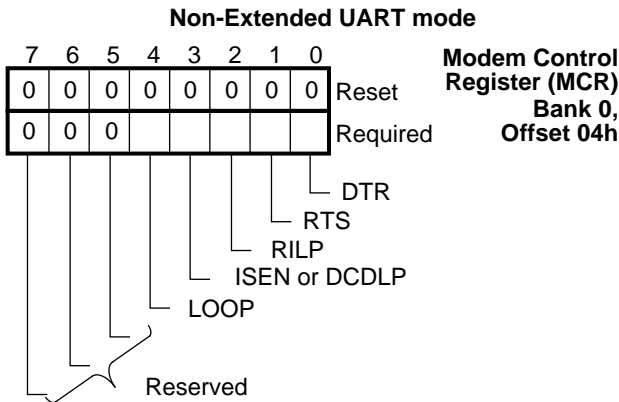 Non-Extended UART mode
7 6 5 4 3 2 1 0
Modem Control
Register (MCR)
Bank 0,
Offset 04h
0 0 0 0 0 0 0 0 Reset
0 0 0 Required
DTR
RTS
RILP
ISEN or DCDLP
LOOP
Reserved